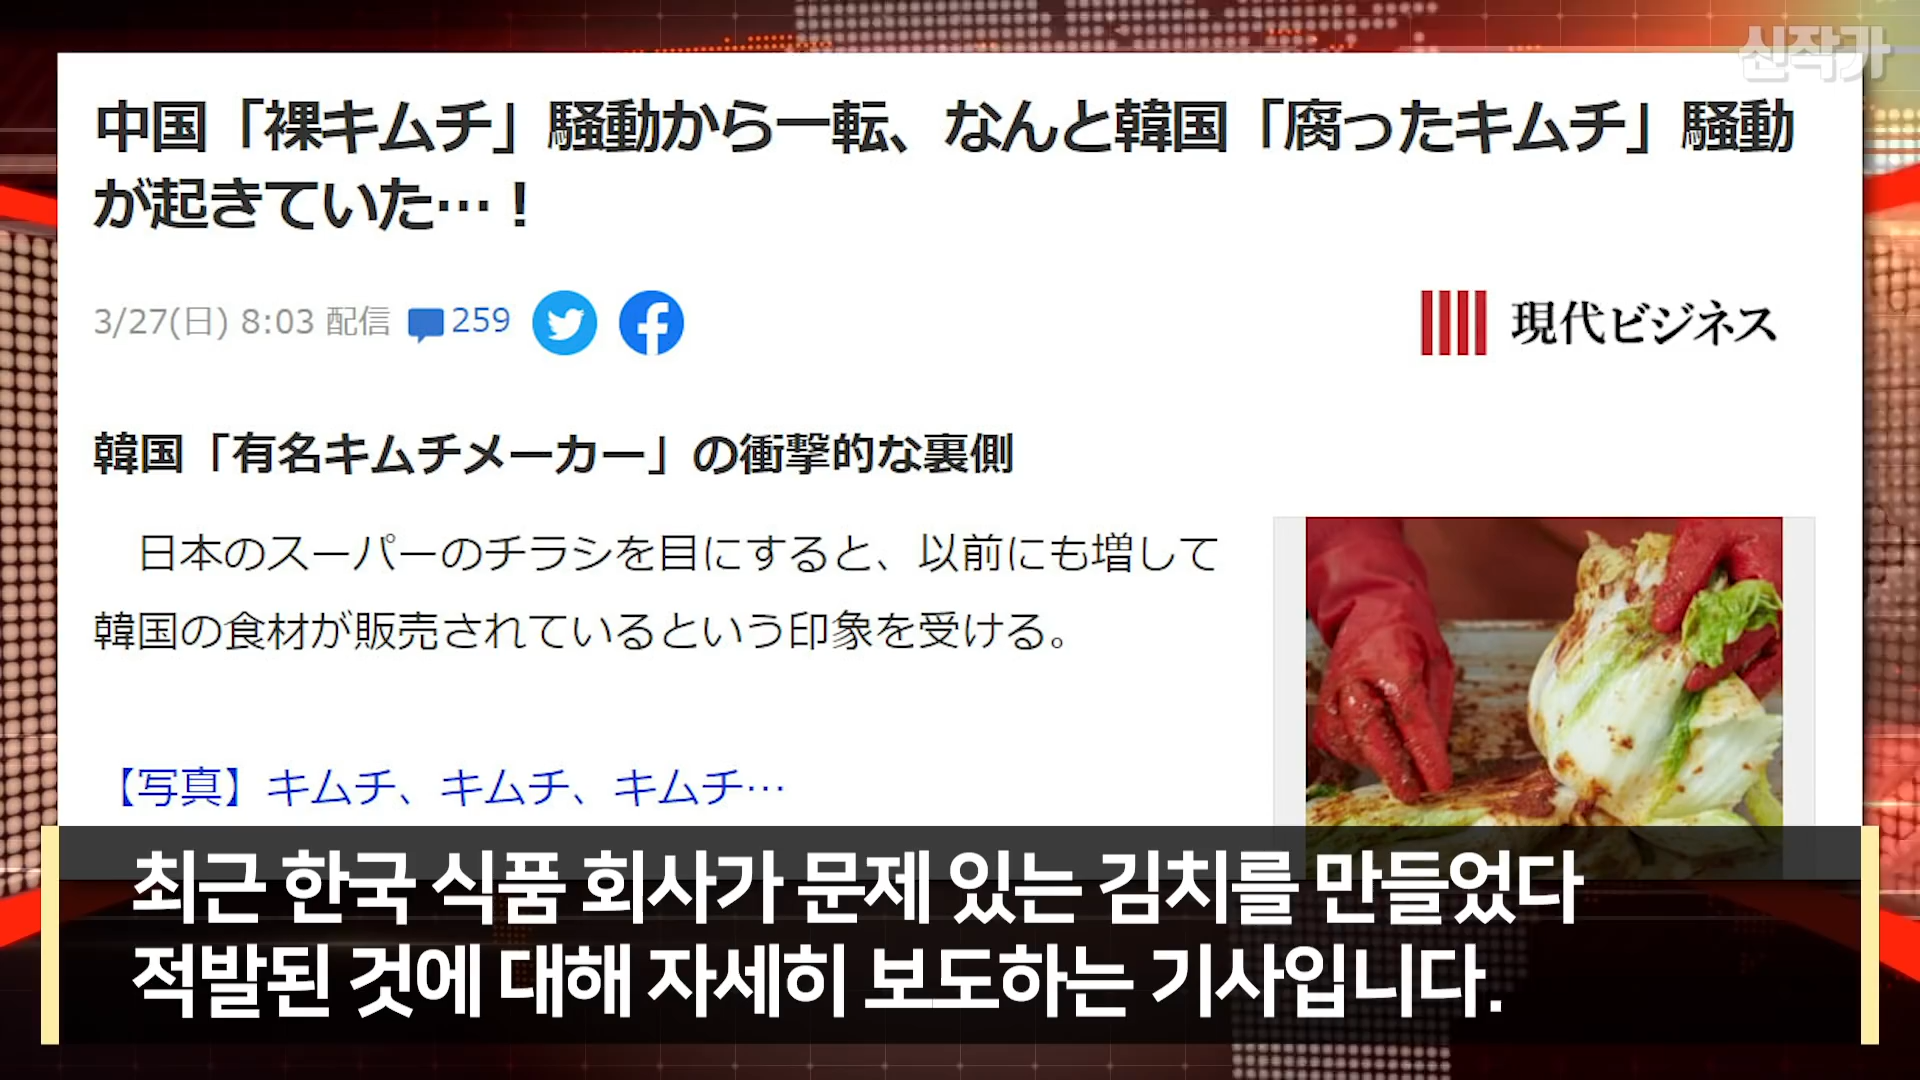 신작가
中国「裸キムチ」騒動から一転、なんと韓国「腐ったキムチ」騒動
が起きていた…！
3/27(日) 8:03 配信 259
現代ビジネス
韓国「有名キムチメーカー」の衝撃的な裏側
日本のスーパーのチラシを目にすると、以前にも増して
韓国の食材が販売されているという印象を受ける。
【写真】キムチ、キムチ、キムチ…
최근 한국 식품 회사가 문제 있는 김치를 만들었다
적발된 것에 대해 자세히 보도하는 기사입니다.